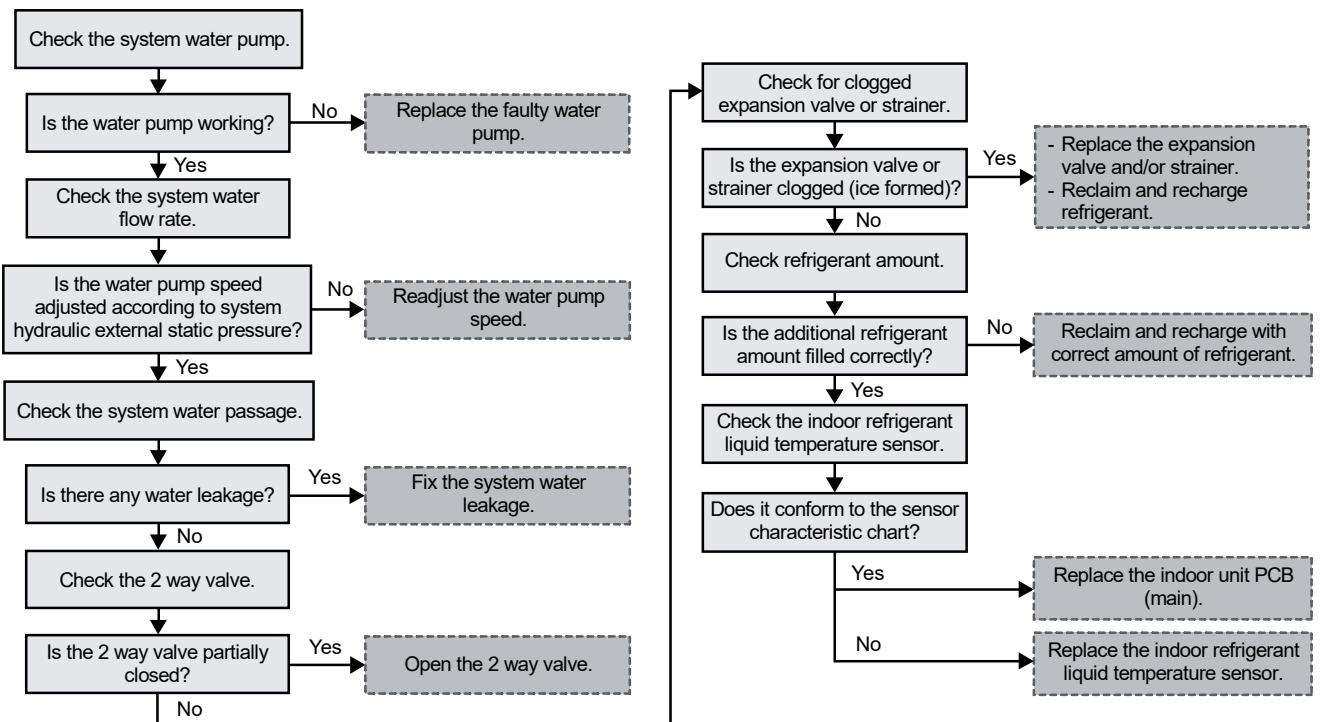 Check the system water pump.
Is the water pump working?
No
Replace the faulty water
pump.
Yes
Check the system water
flow rate.
Is the water pump speed
adjusted according to system
hydraulic external static pressure?
No
Readjust the water pump
speed.
Yes
Check the system water passage.
Is there any water leakage?
Yes
Fix the system water
leakage.
No
Check the 2 way valve.
Is the 2 way valve partially
closed?
Yes
Open the 2 way valve.
No
Check for clogged
expansion valve or strainer.
Is the expansion valve or
strainer clogged (ice formed)?
Yes
- Replace the expansion
valve and/or strainer.
- Reclaim and recharge
refrigerant.
No
Check refrigerant amount.
Is the additional refrigerant
amount filled correctly?
No
Reclaim and recharge with
correct amount of refrigerant.
Yes
Check the indoor refrigerant
liquid temperature sensor.
Does it conform to the sensor
characteristic chart?
Yes
Replace the indoor unit PCB
(main).
No
Replace the indoor refrigerant
liquid temperature sensor.